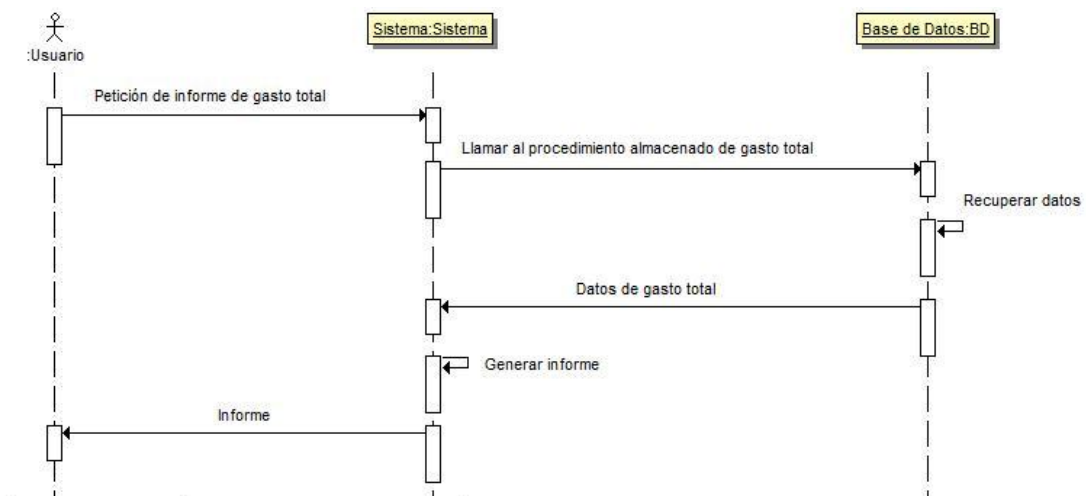 Sistema:Sistema
Base de Datos:BD
:Usuario
Petición de informe de gasto total
Llamar al procedimiento almacenado de gasto total
Recuperar datos
Datos de gasto total
Generar informe
Informe